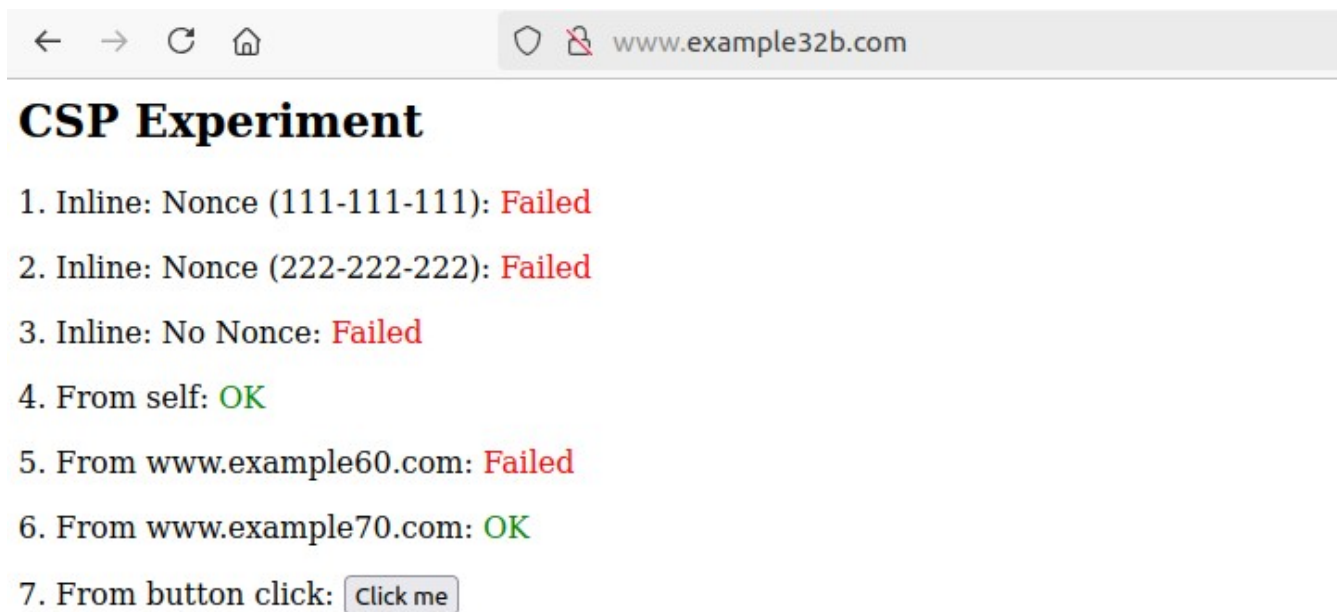 www.example32b.com
CSP Experiment
1. Inline: Nonce (111-111-111): Failed
2. Inline: Nonce (222-222-222): Failed
3. Inline: No Nonce: Failed
4. From self: OK
5. From www.example60.com: Failed
6. From www.example70.com: OK
7. From button click: Click me